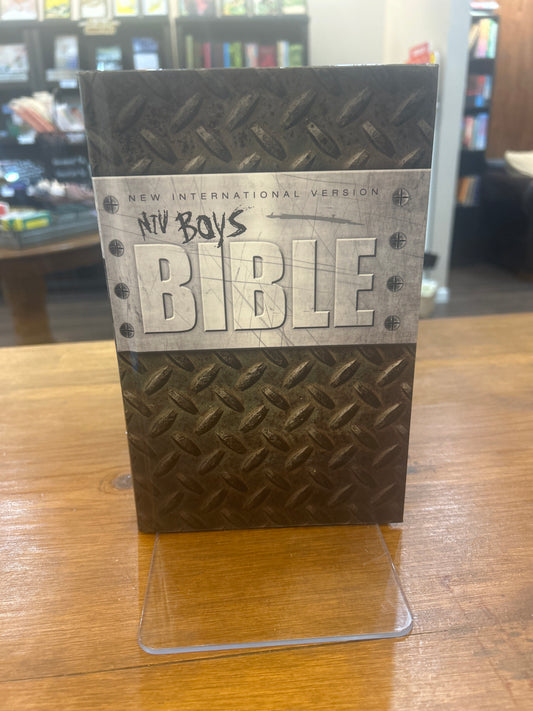 NEW INTERNATIONAL VERSION
NIV BOYS
BIBLE